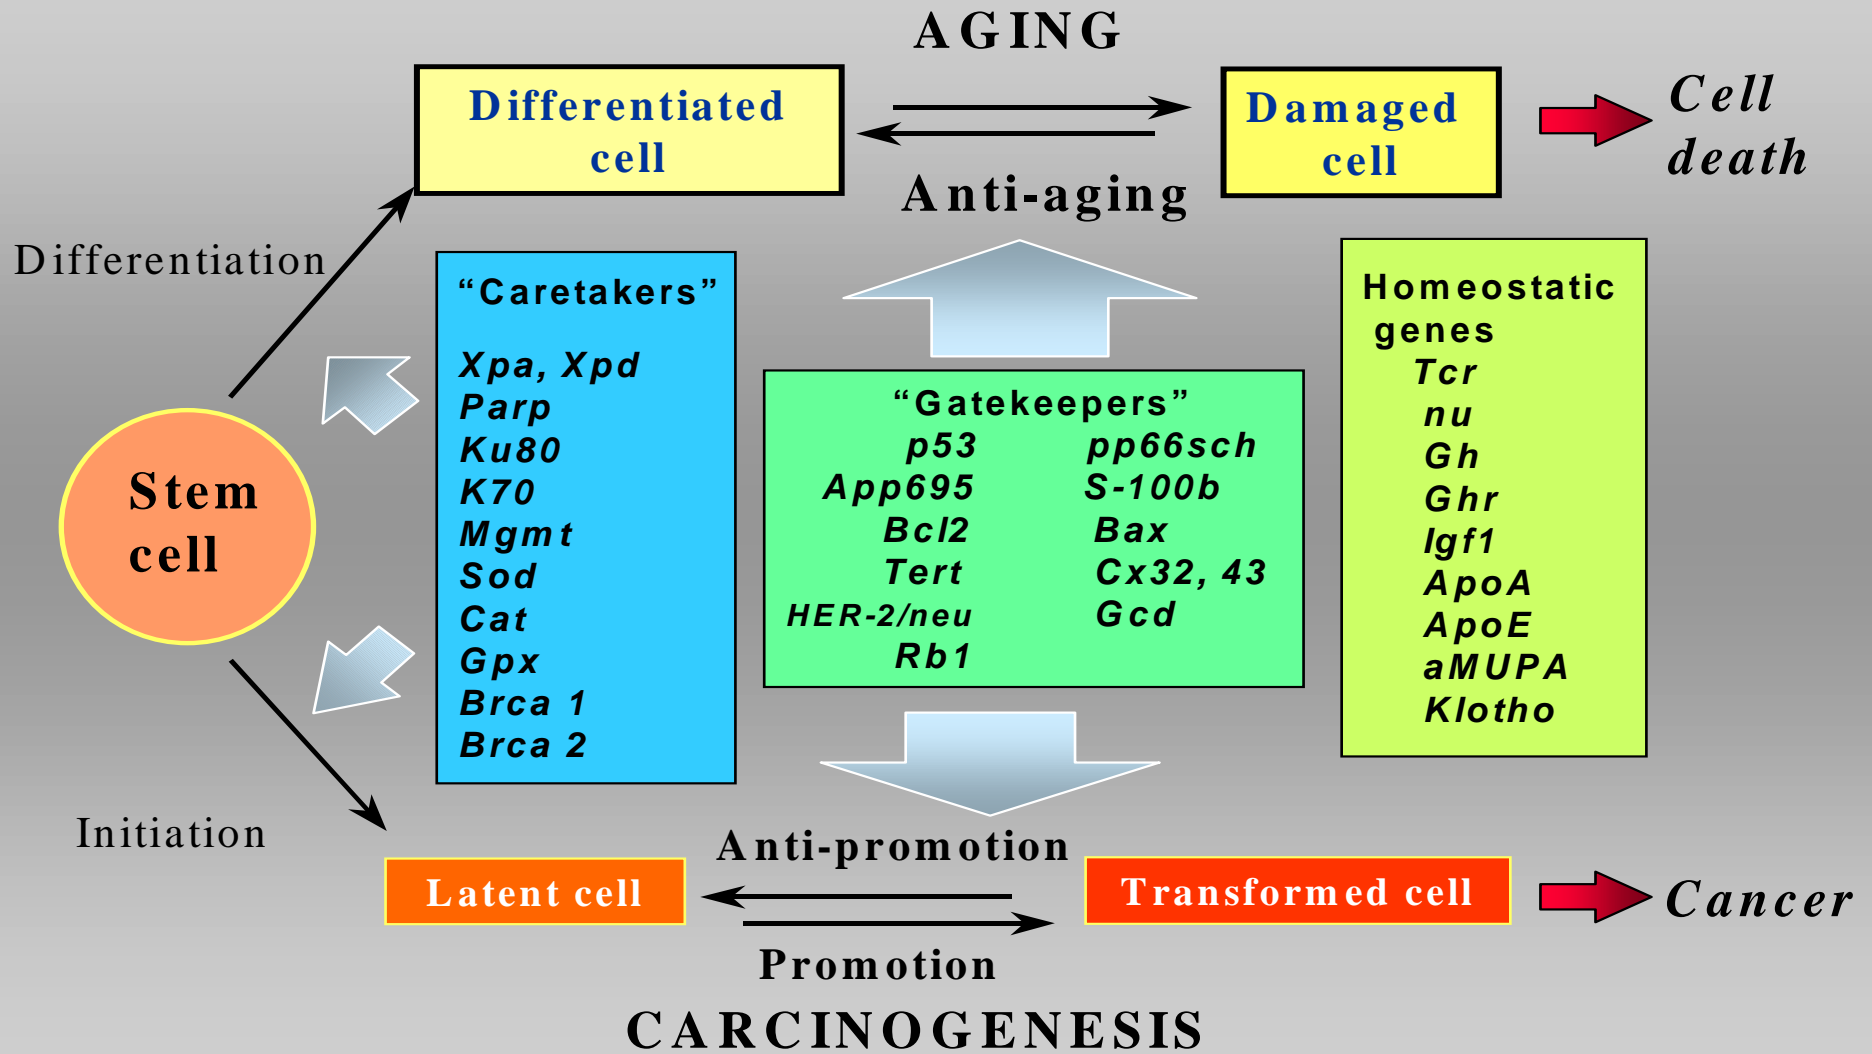 AGING
Differentiated
cell
Damaged
cell
Cell
death
Anti-aging
Differentiation
Stem
cell
Initiation
“Caretakers”
Xpa, Xpd
Parp
Ku80
K70
Mgmt
Sod
Cat
Gpx
Brca 1
Brca 2
“Gatekeepers”
p53 pp66sch
App695 S-100b
Bcl2 Bax
Tert Cx32, 43
HER-2/neu Gcd
Rb1
Homeostatic
genes
Tcr
nu
Gh
Ghr
Igf1
ApoA
ApoE
aMUPA
Klotho
Anti-promotion
Latent cell
Transformed cell
Cancer
Promotion
CARCINOGENESIS